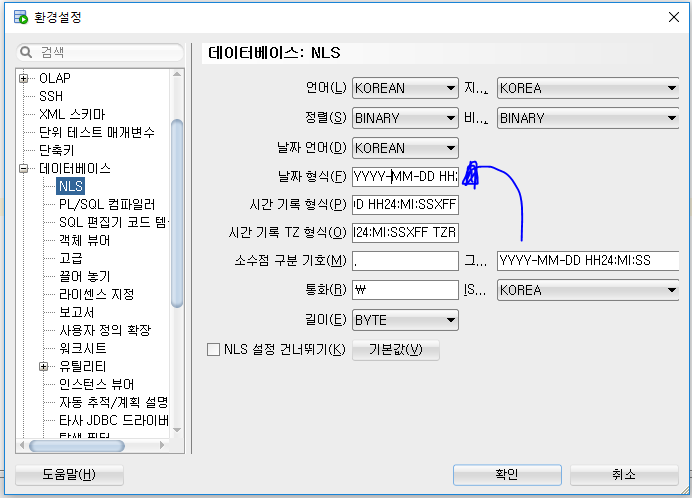 환경설정
검색
OLAP
SSH
XML 스키마
단위 테스트 매개변수
단축키
데이터베이스
NLS
PL/SQL 컴파일러
SQL 편집기 코드 템
객체 뷰어
고급
끌어 놓기
라이센스 지정
보고서
사용자 정의 확장
워크시트
유틸리티
인스턴스 뷰어
자동 추적/계획 설명
타사 JDBC 드라이버
탐색 필터
데이터베이스: NLS
언어(L) KOREAN 지... KOREA
정렬(S) BINARY 비... BINARY
날짜 언어(D) KOREAN
날짜 형식(F) YYYY-MM-DD HH
시간 기록 형식(P) DD HH24:MI:SSXFF
시간 기록 TZ 형식(O) I24:MI:SSXFF TZR
소수점 구분 기호(M) . 그... YYYY-MM-DD HH24:MI:SS
통화(R) ₩ IS... KOREA
길이(E) BYTE
NLS 설정 건너뛰기(K) 기본값(V)
도움말(H) 확인 취소